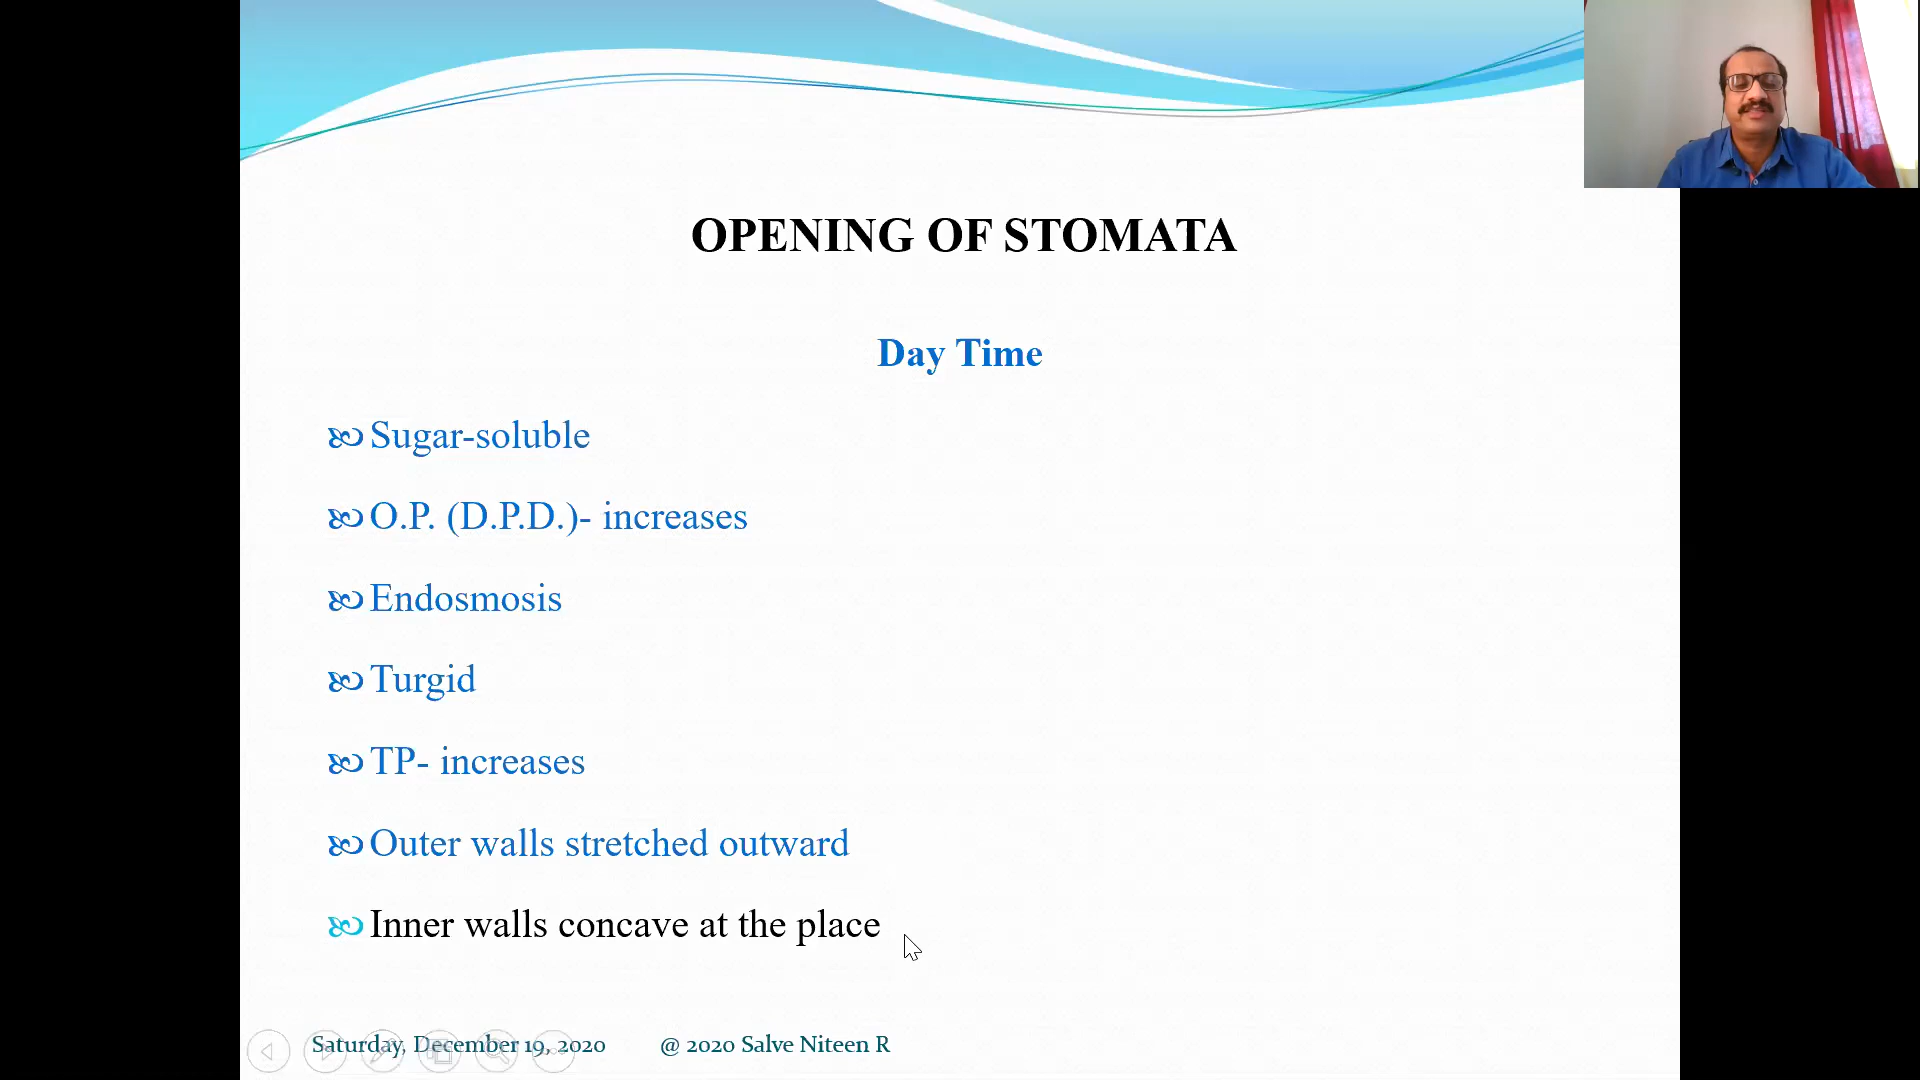 OPENING OF STOMATA
Day Time
Sugar-soluble
O.P. (D.P.D.)- increases
Endosmosis
Turgid
TP- increases
Outer walls stretched outward
Inner walls concave at the place
Saturday, December 19, 2020 @ 2020 Salve Niteen R